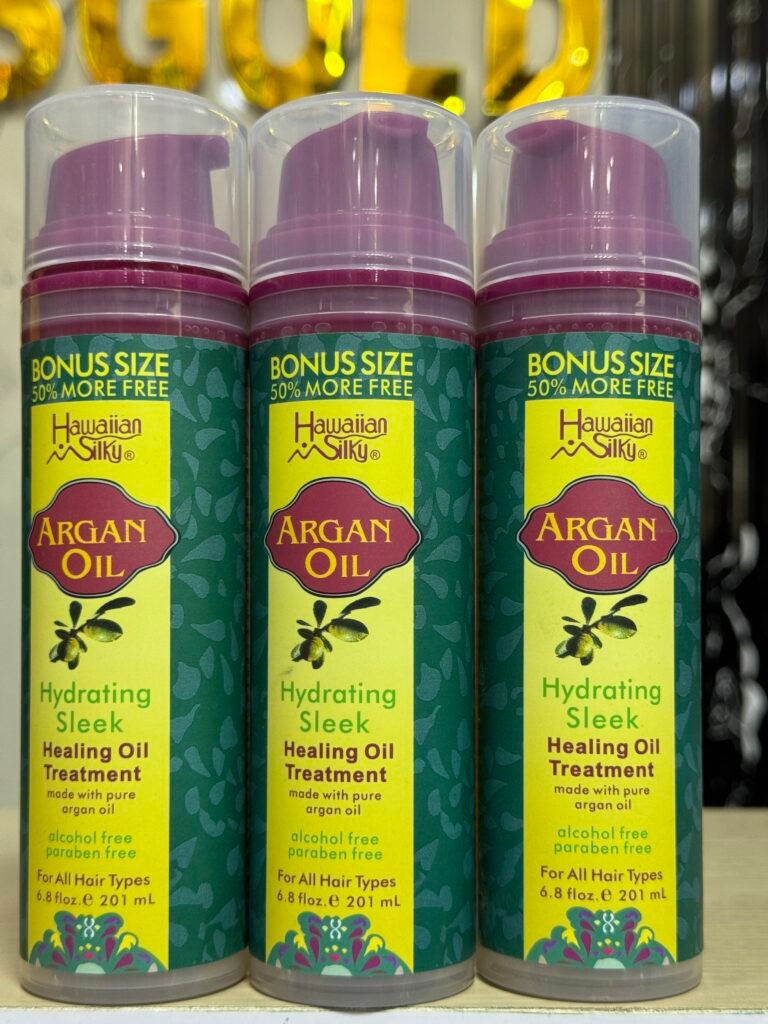 SGOLD
BONUS SIZE
50% MORE FREE
Hawaiian
Silky®
ARGAN
OIL
Hydrating
Sleek
Healing Oil
Treatment
made with pure
argan oil
alcohol free
paraben free
For All Hair Types
6.8 floz.e 201 mL
BONUS SIZE
50% MORE FREE
Hawaiian
Silky®
ARGAN
OIL
Hydrating
Sleek
Healing Oil
Treatment
made with pure
argan oil
alcohol free
paraben free
For All Hair Types
6.8 floz.e 201 mL
BONUS SIZE
50% MORE FREE
Hawaiian
Silky®
ARGAN
OIL
Hydrating
Sleek
Healing Oil
Treatment
made with pure
argan oil
alcohol free
paraben free
For All Hair Types
6.8 floz.e 201 mL